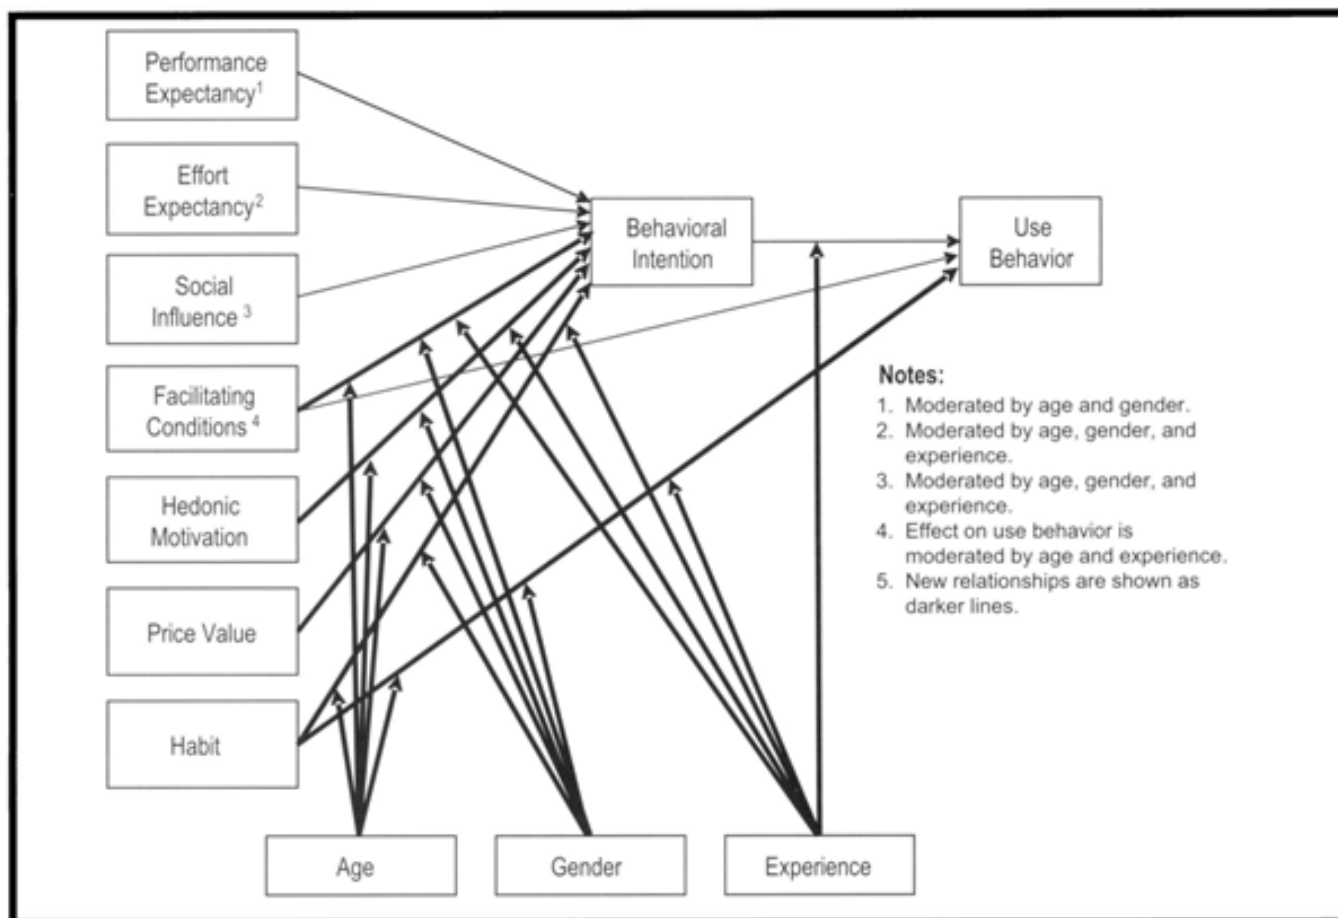 Performance
Expectancy1
Effort
Expectancy2
Social
Influence 3
Facilitating
Conditions 4
Hedonic
Motivation
Price Value
Habit
Behavioral
Intention
Use
Behavior
Notes:
1. Moderated by age and gender.
2. Moderated by age, gender, and
experience.
3. Moderated by age, gender, and
experience.
4. Effect on use behavior is
moderated by age and experience.
5. New relationships are shown as
darker lines.
Age
Gender
Experience